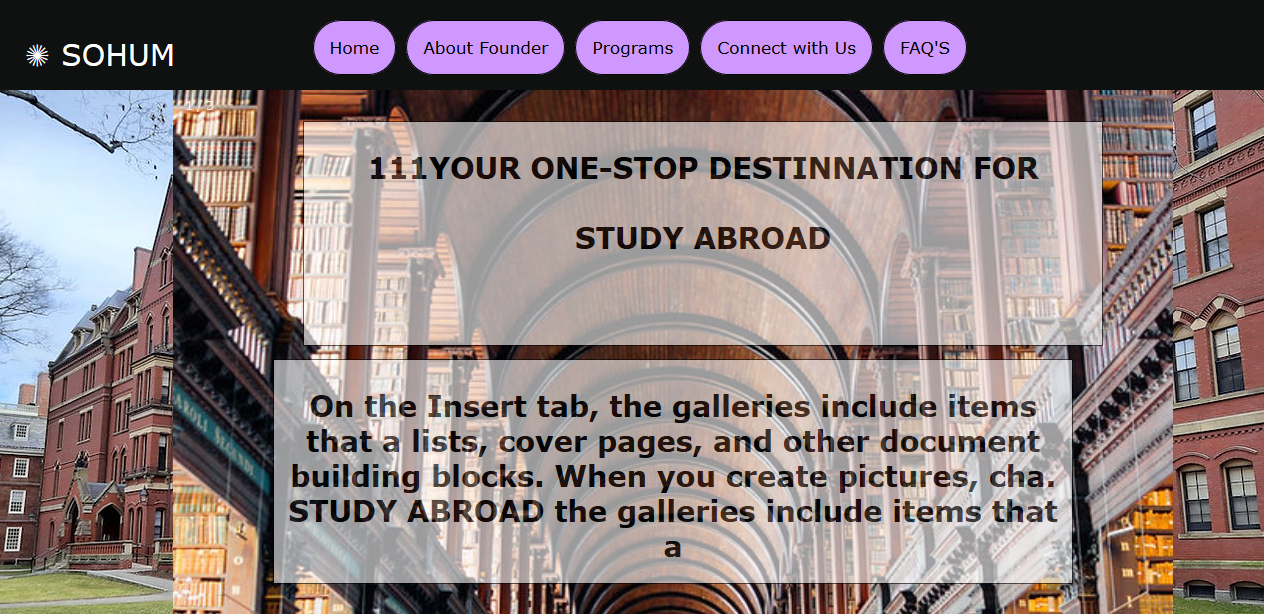 SOHUM
Home
About Founder
Programs
Connect with Us
FAQ'S
1 / 3
111YOUR ONE-STOP DESTINNATION FOR
STUDY ABROAD
On the Insert tab, the galleries include items
that a lists, cover pages, and other document
building blocks. When you create pictures, cha.
STUDY ABROAD the galleries include items that
a